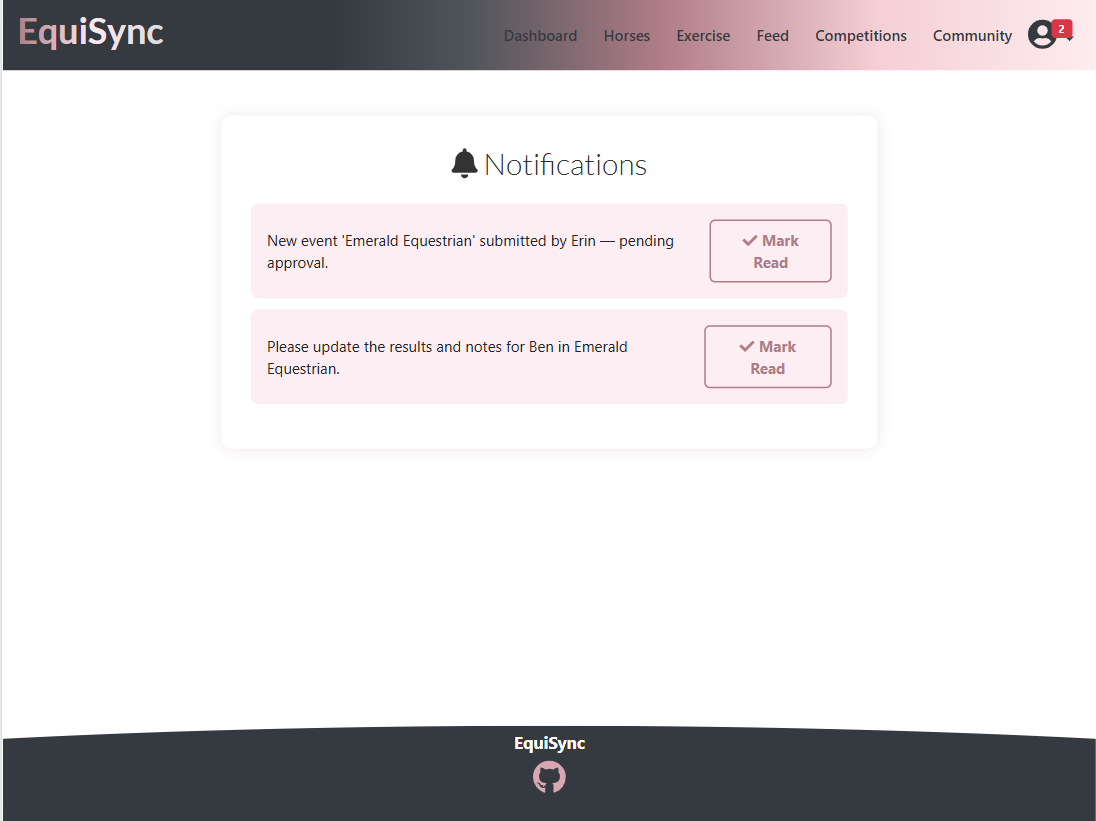 EquiSync
Dashboard Horses Exercise Feed Competitions Community 2
Notifications
New event 'Emerald Equestrian' submitted by Erin — pending
approval.
Mark
Read
Please update the results and notes for Ben in Emerald
Equestrian.
Mark
Read
EquiSync